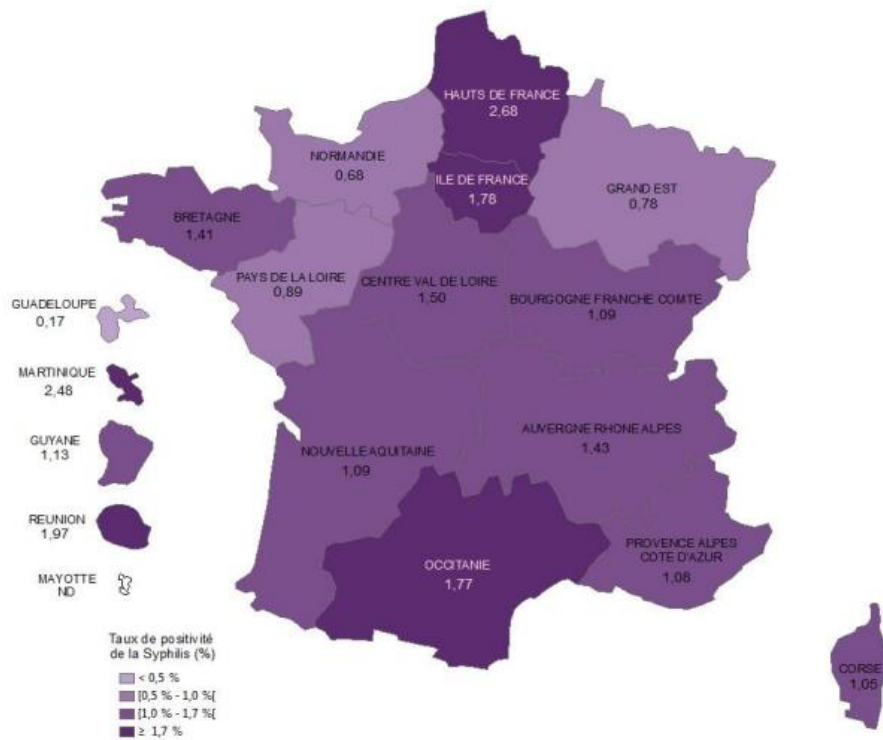 HAUTS DE FRANCE
2,68
NORMANDIE
0,68
ILE DE FRANCE
1,78
GRAND EST
0,78
BRETAGNE
1,41
PAYS DE LA LOIRE
0,89
CENTRE VAL DE LOIRE
1,50
BOURGOGNE FRANCHE COMTE
1,09
GUADELOUPE
0,17
MARTINIQUE
2,48
GUYANE
1,13
REUNION
1,97
MAYOTTE
ND
NOUVELLE AQUITAINE
1,09
AUVERGNE RHONE ALPES
1,43
OCCITANIE
1,77
PROVENCE ALPES
COTE D'AZUR
1,08
CORSE
1,05
Taux de positivité
de la Syphilis (%)
< 0,5 %
[0,5 % - 1,0 %[
[1,0 % - 1,7 %[
≥ 1,7 %